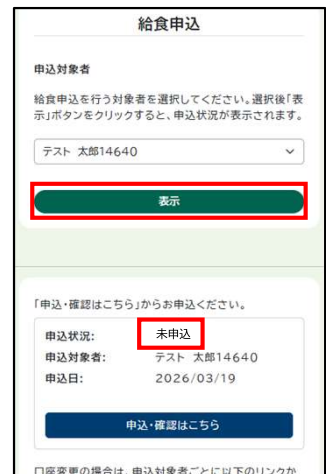 給食申込
申込対象者
給食申込を行う対象者を選択してください。選択後「表
示」ボタンをクリックすると、申込状況が表示されます。
テスト 太郎14640
表示
「申込・確認はこちら」からお申込ください。
申込状況: 未申込
申込対象者: テスト 太郎14640
申込日: 2026/03/19
申込・確認はこちら
口座変更の場合は、申込対象者ごとに以下のリンクか